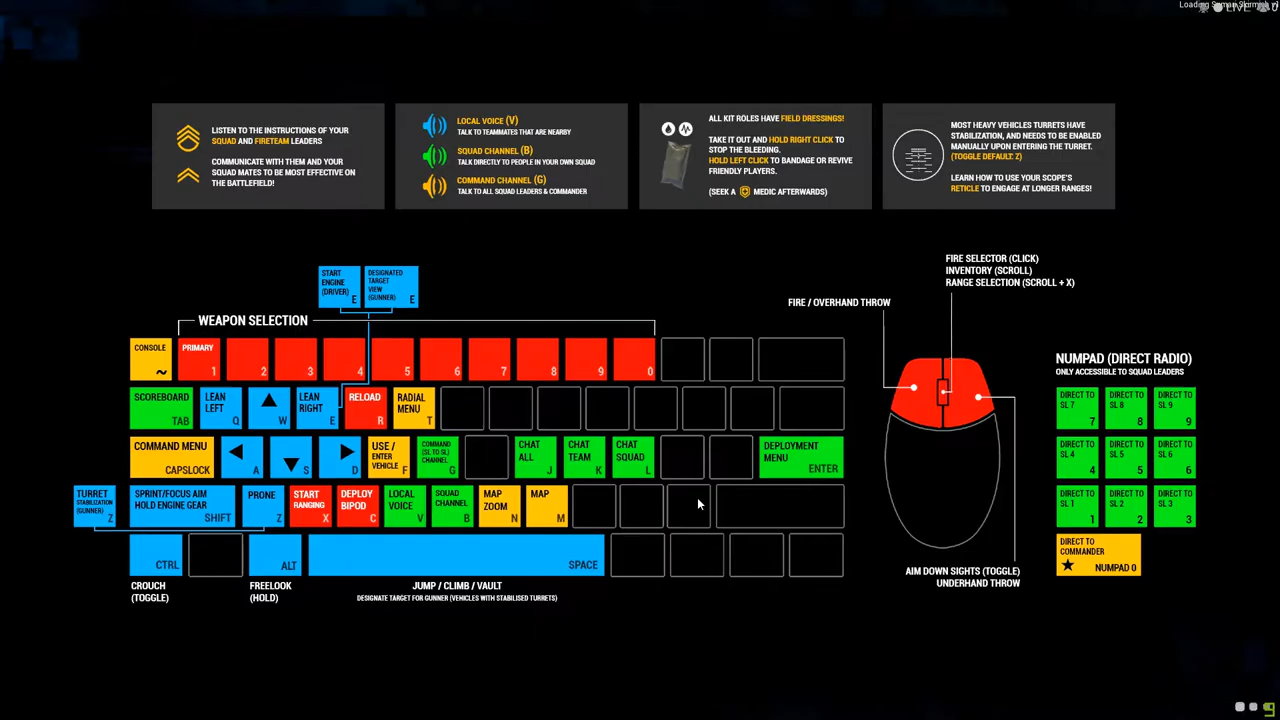 LIVE
0
LISTEN TO THE INSTRUCTIONS OF YOUR
SQUAD AND FIRETEAM LEADERS
COMMUNICATE WITH THEM AND YOUR
SQUAD MATES TO BE MOST EFFECTIVE ON
THE BATTLEFIELD!
LOCAL VOICE (V)
TALK TO TEAMMATES THAT ARE NEARBY
SQUAD CHANNEL (B)
TALK DIRECTLY TO PEOPLE IN YOUR OWN SQUAD
COMMAND CHANNEL (G)
TALK TO ALL SQUAD LEADERS & COMMANDER
ALL KIT ROLES HAVE FIELD DRESSINGS!
TAKE IT OUT AND HOLD RIGHT CLICK TO
STOP THE BLEEDING.
HOLD LEFT CLICK TO BANDAGE OR REVIVE
FRIENDLY PLAYERS.
(SEEK A MEDIC AFTERWARDS)
MOST HEAVY VEHICLES TURRETS HAVE
STABILIZATION, AND NEEDS TO BE ENABLED
MANUALLY UPON ENTERING THE TURRET.
(TOGGLE DEFAULT: Z)
LEARN HOW TO USE YOUR SCOPE'S
RETICLE TO ENGAGE AT LONGER RANGES!
START
ENGINE
(DRIVER)
E
DESIGNATED
TARGET
VIEW
(GUNNER)
E
WEAPON SELECTION
CONSOLE
~
PRIMARY
1
2
3
4
5
6
7
8
9
0
SCOREBOARD
TAB
LEAN
LEFT
Q
W
LEAN
RIGHT
E
RELOAD
R
RADIAL
MENU
T
COMMAND MENU
CAPSLOCK
A
S
D
USE /
ENTER
VEHICLE
F
COMMAND
(SL TO SL)
CHANNEL
G
CHAT
ALL
J
CHAT
TEAM
K
CHAT
SQUAD
L
DEPLOYMENT
MENU
ENTER
TURRET
STABILIZATION
(GUNNER)
Z
SPRINT/FOCUS AIM
HOLD ENGINE GEAR
SHIFT
PRONE
Z
START
RANGING
X
DEPLOY
BIPOD
C
LOCAL
VOICE
V
SQUAD
CHANNEL
B
MAP
ZOOM
N
MAP
M
CTRL
ALT
SPACE
CROUCH
(TOGGLE)
FREELOOK
(HOLD)
JUMP / CLIMB / VAULT
DESIGNATE TARGET FOR GUNNER (VEHICLES WITH STABILISED TURRETS)
FIRE SELECTOR (CLICK)
INVENTORY (SCROLL)
RANGE SELECTION (SCROLL + X)
FIRE / OVERHAND THROW
AIM DOWN SIGHTS (TOGGLE)
UNDERHAND THROW
NUMPAD (DIRECT RADIO)
ONLY ACCESSIBLE TO SQUAD LEADERS
DIRECT TO
SL 7
7
DIRECT TO
SL 8
8
DIRECT TO
SL 9
9
DIRECT TO
SL 4
4
DIRECT TO
SL 5
5
DIRECT TO
SL 6
6
DIRECT TO
SL 1
1
DIRECT TO
SL 2
2
DIRECT TO
SL 3
3
DIRECT TO
COMMANDER
NUMPAD 0
9